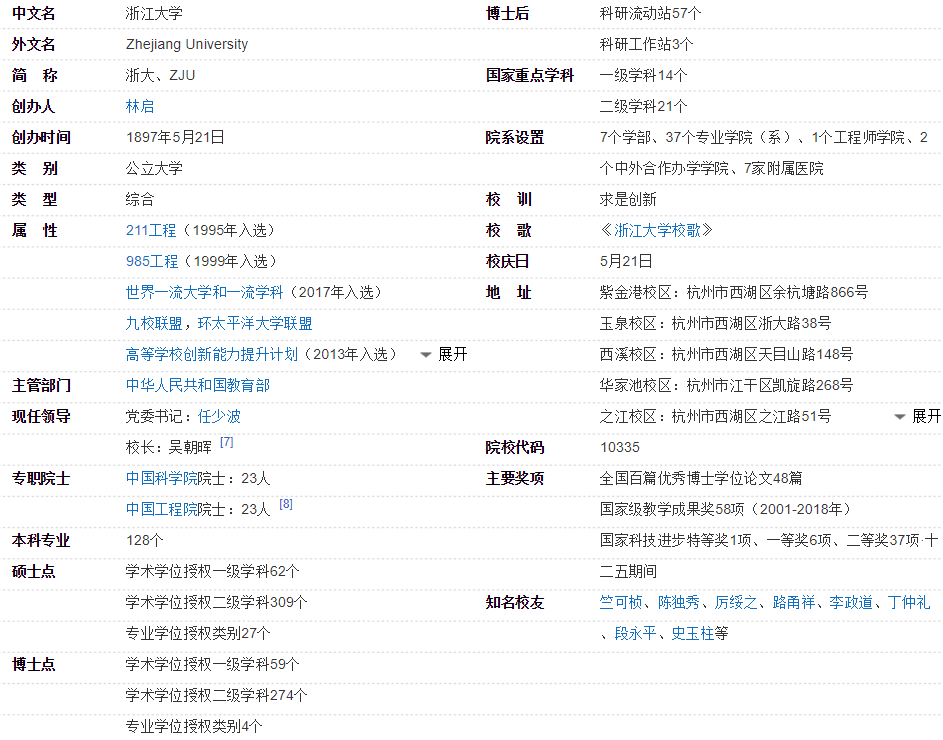 中文名 浙江大学
外文名 Zhejiang University
简 称 浙大、ZJU
创办人 林启
创办时间 1897年5月21日
类 别 公立大学
类 型 综合
属 性 211工程（1995年入选）
985工程（1999年入选）
世界一流大学和一流学科（2017年入选）
九校联盟，环太平洋大学联盟
高等学校创新能力提升计划（2013年入选） 展开
主管部门 中华人民共和国教育部
现任领导 党委书记：任少波
校长：吴朝晖 [7]
专职院士 中国科学院院士：23人
中国工程院院士：23人 [8]
本科专业 128个
硕士点 学术学位授权一级学科62个
学术学位授权二级学科309个
专业学位授权类别27个
博士点 学术学位授权一级学科59个
学术学位授权二级学科274个
专业学位授权类别4个
博士后 科研流动站57个
科研工作站3个
国家重点学科 一级学科14个
二级学科21个
院系设置 7个学部、37个专业学院（系）、1个工程师学院、2
个中外合作办学学院、7家附属医院
校 训 求是创新
校 歌 《浙江大学校歌》
校庆日 5月21日
地 址 紫金港校区：杭州市西湖区余杭塘路866号
玉泉校区：杭州市西湖区浙大路38号
西溪校区：杭州市西湖区天目山路148号
华家池校区：杭州市江干区凯旋路268号
之江校区：杭州市西湖区之江路51号 展开
院校代码 10335
主要奖项 全国百篇优秀博士学位论文48篇
国家级教学成果奖58项（2001-2018年）
国家科技进步特等奖1项、一等奖6项、二等奖37项·十
二五期间
知名校友 竺可桢、陈独秀、厉绥之、路甬祥、李政道、丁仲礼
、段永平、史玉柱等